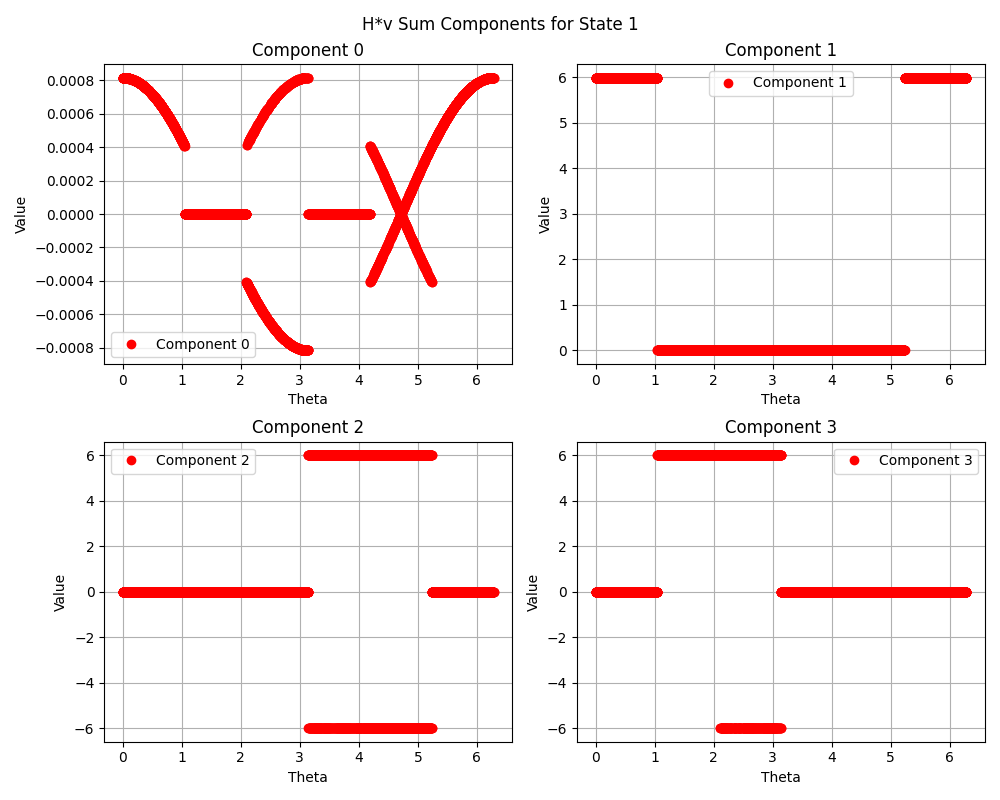 H*v Sum Components for State 1
Component 0
0.0008
0.0006
0.0004
0.0002
0.0000
−0.0002
−0.0004
−0.0006
−0.0008
Value
Component 0
0 1 2 3 4 5 6
Theta
Component 1
6
5
4
3
2
1
0
Value
Component 1
0 1 2 3 4 5 6
Theta
Component 2
6
4
2
0
−2
−4
−6
Value
Component 2
0 1 2 3 4 5 6
Theta
Component 3
6
4
2
0
−2
−4
−6
Value
Component 3
0 1 2 3 4 5 6
Theta